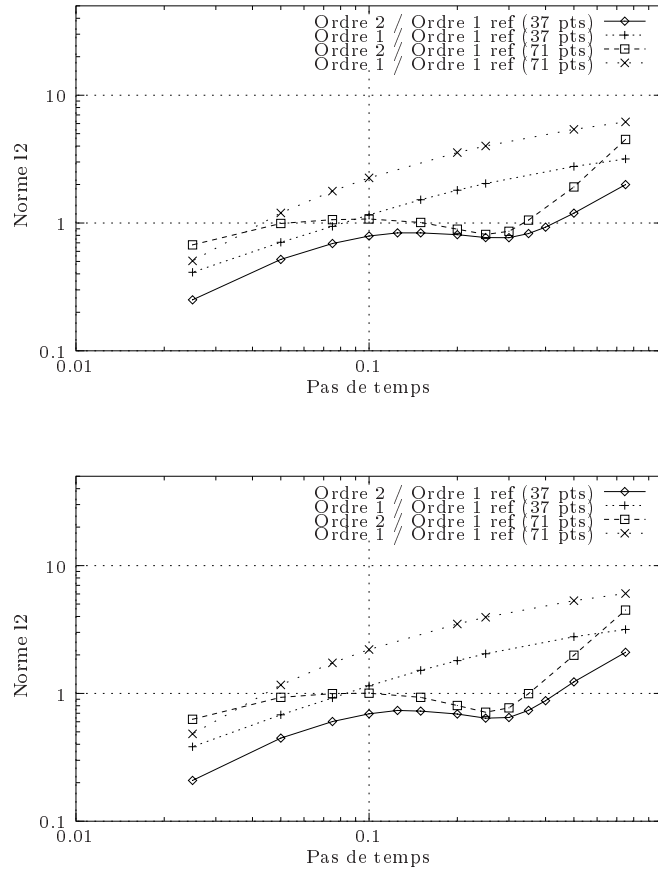 Ordre 2 / Ordre 1 ref (37 pts)
Ordre 1 / Ordre 1 ref (37 pts)
Ordre 2 / Ordre 1 ref (71 pts)
Ordre 1 / Ordre 1 ref (71 pts)
10
Norme l2
1
0.1
0.01
0.1
Pas de temps
Ordre 2 / Ordre 1 ref (37 pts)
Ordre 1 / Ordre 1 ref (37 pts)
Ordre 2 / Ordre 1 ref (71 pts)
Ordre 1 / Ordre 1 ref (71 pts)
10
Norme l2
1
0.1
0.01
0.1
Pas de temps